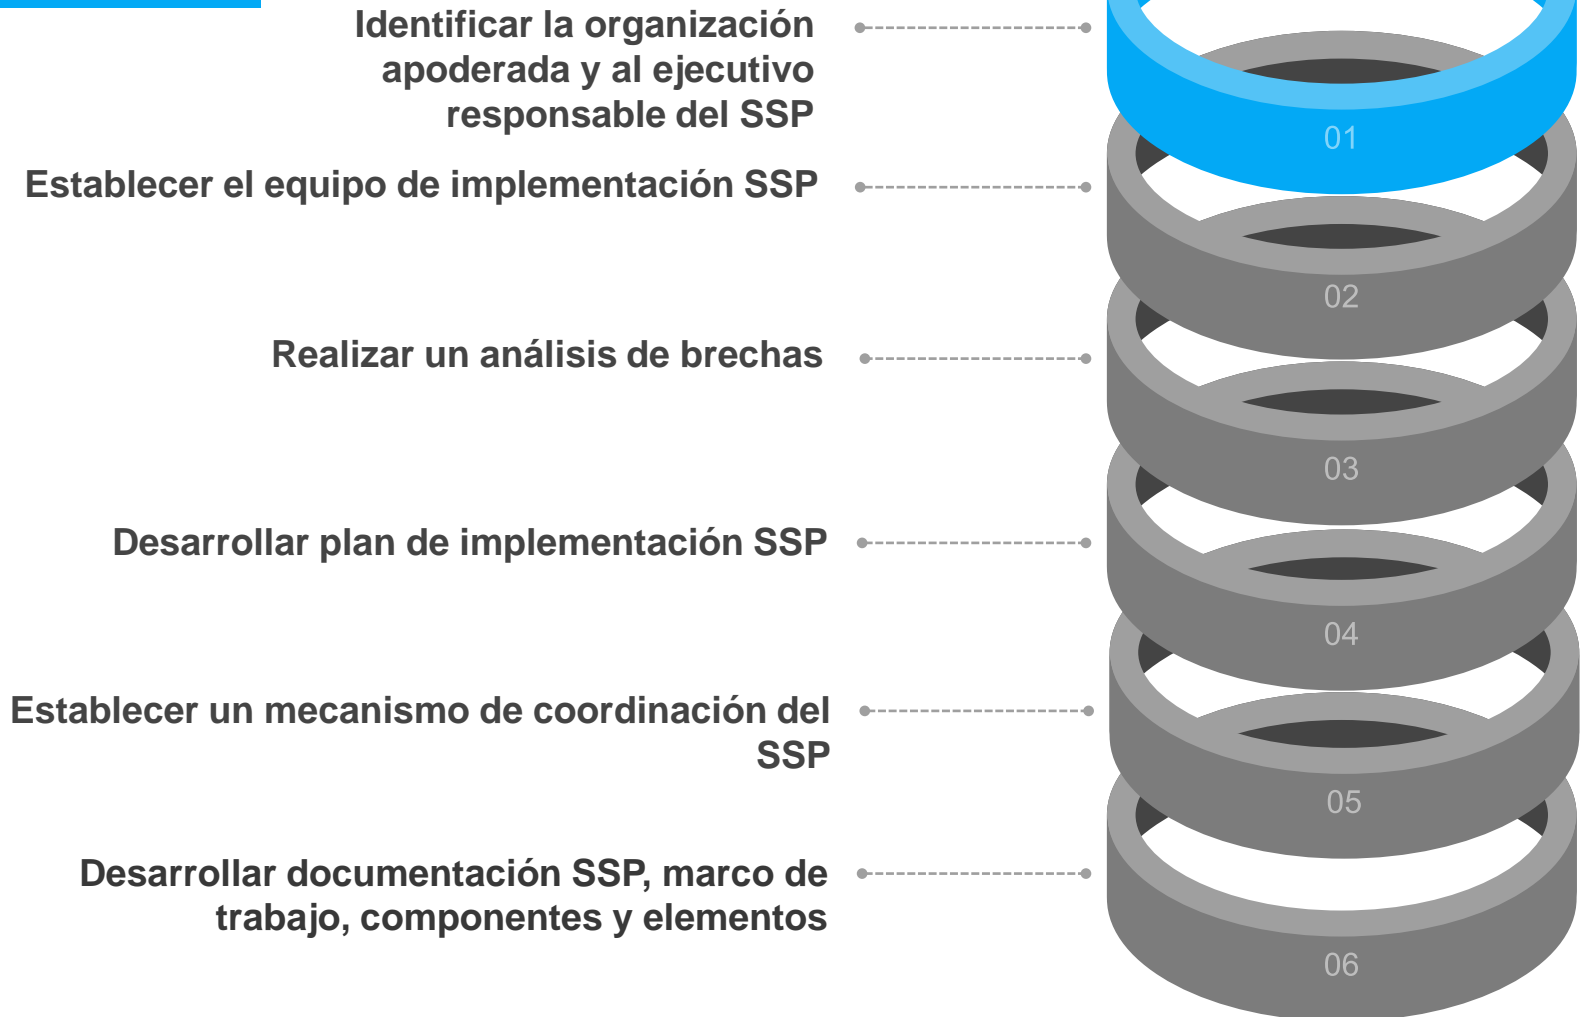 Identificar la organización
apoderada y al ejecutivo
responsable del SSP
01
Establecer el equipo de implementación SSP
02
Realizar un análisis de brechas
03
Desarrollar plan de implementación SSP
04
Establecer un mecanismo de coordinación del
SSP
05
Desarrollar documentación SSP, marco de
trabajo, componentes y elementos
06